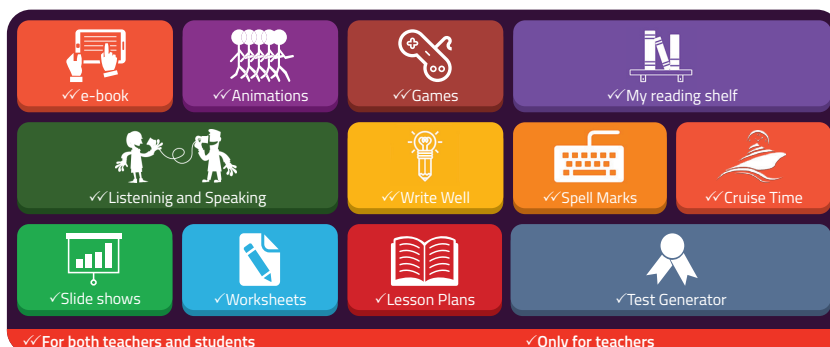 ✓✓e-book
✓✓Animations
✓✓Games
✓✓My reading shelf
✓✓Listeninig and Speaking
✓✓Write Well
✓✓Spell Marks
✓✓Cruise Time
✓Slide shows
✓Worksheets
✓Lesson Plans
✓Test Generator
✓✓For both teachers and students
✓Only for teachers